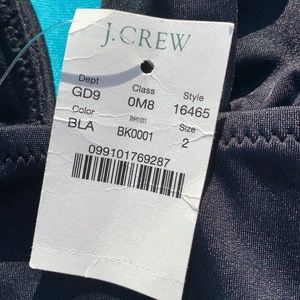 J.CREW
Dept Class Style
GD9 0M8 16465
Color Size
BLA BK0001 2
099101769287